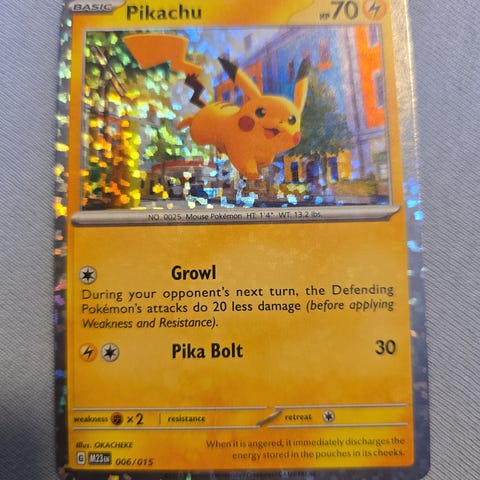 BASIC
Pikachu
HP 70
NO. 0025 Mouse Pokémon HT: 1'4" WT: 13.2 lbs.
Growl
During your opponent's next turn, the Defending
Pokémon's attacks do 20 less damage (before applying
Weakness and Resistance).
Pika Bolt 30
weakness ×2 resistance retreat
Illus. OKACHEKE
When it is angered, it immediately discharges the
energy stored in the pouches in its cheeks.
G M23 EN 006/015